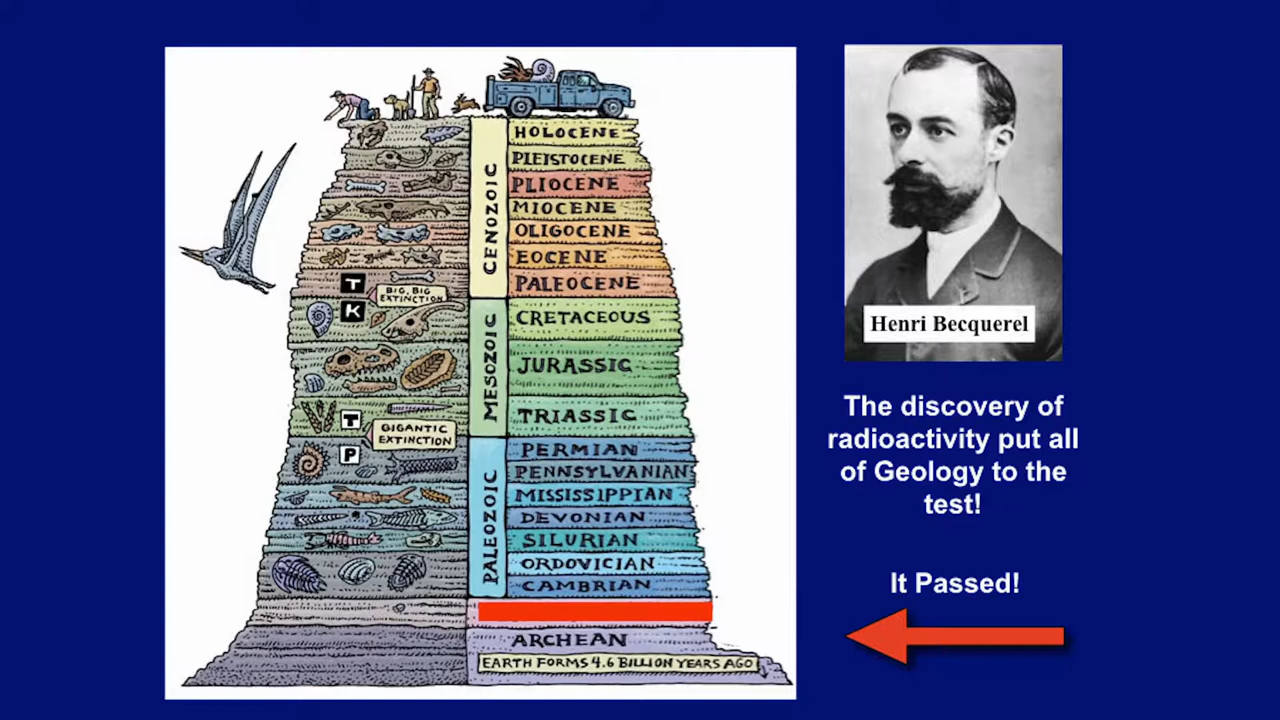 HOLOCENE
PLEISTOCENE
PLIOCENE
MIOCENE
OLIGOCENE
EOCENE
PALEOCENE
CENOZOIC
T
BIG, BIG
EXTINCTION
K
CRETACEOUS
JURASSIC
TRIASSIC
MESOZOIC
T
GIGANTIC
EXTINCTION
P
PERMIAN
PENNSYLVANIAN
MISSISSIPPIAN
DEVONIAN
SILURIAN
ORDOVICIAN
CAMBRIAN
PALEOZOIC
ARCHEAN
EARTH FORMS 4.6 BILLION YEARS AGO
Henri Becquerel
The discovery of
radioactivity put all
of Geology to the
test!
It Passed!